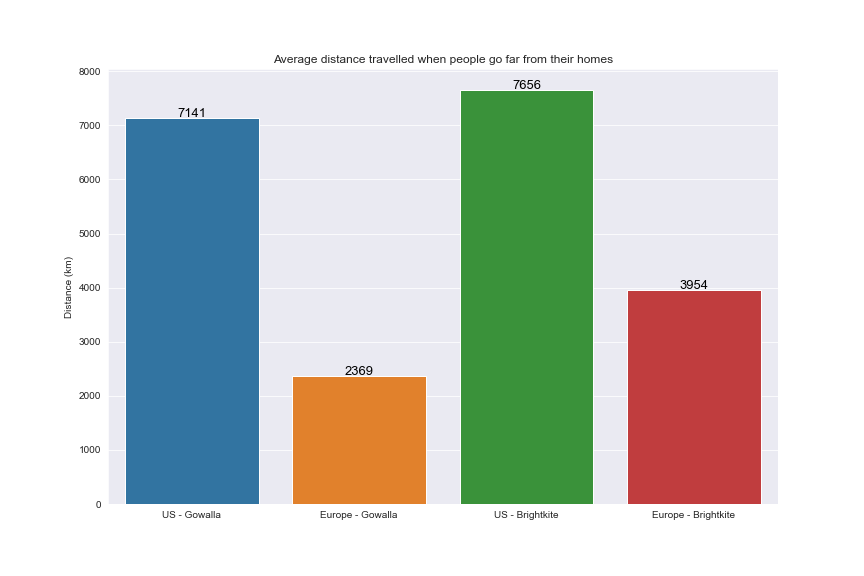 Average distance travelled when people go far from their homes
8000
7000
6000
5000
4000
3000
2000
1000
0
Distance (km)
7141
2369
7656
3954
US - Gowalla
Europe - Gowalla
US - Brightkite
Europe - Brightkite